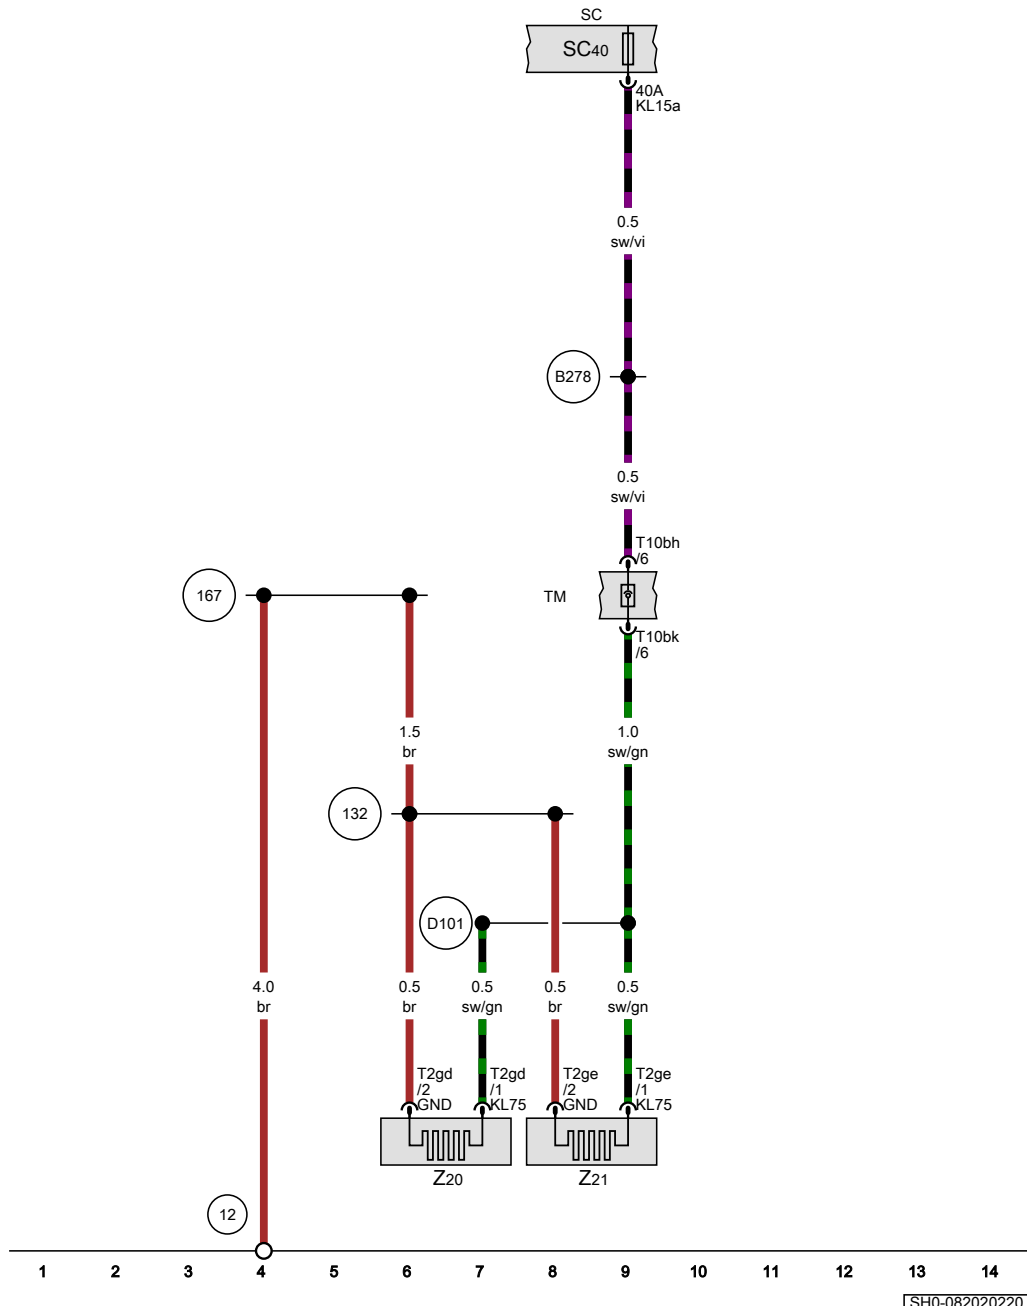 SC
SC40
40A
KL15a
0.5
sw/vi
B278
0.5
sw/vi
T10bh
/6
167
TM
T10bk
/6
1.5
br
1.0
sw/gn
132
D101
4.0
br
0.5
br
0.5
sw/gn
0.5
br
0.5
sw/gn
T2gd
/2
GND
T2gd
/1
KL75
T2ge
/2
GND
T2ge
/1
KL75
Z20
Z21
12
1 2 3 4 5 6 7 8 9 10 11 12 13 14
SH0-082020220